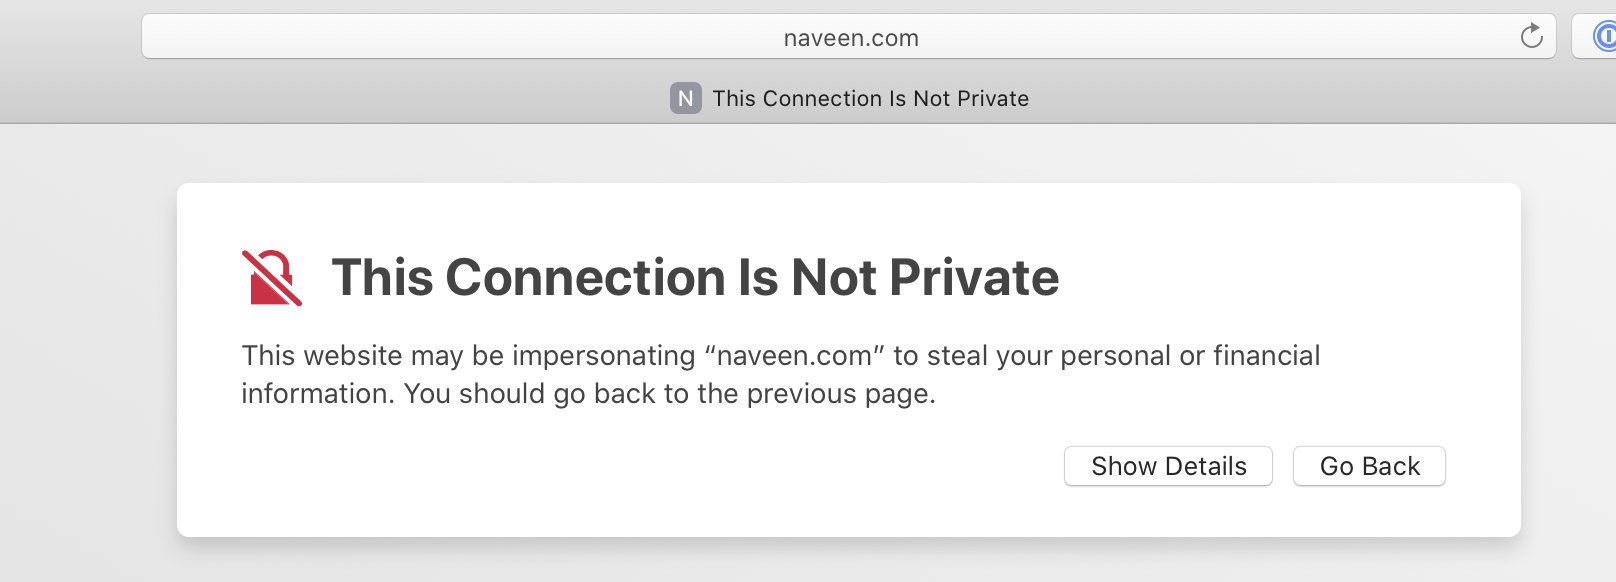 naveen.com
N This Connection Is Not Private
This Connection Is Not Private
This website may be impersonating “naveen.com” to steal your personal or financial
information. You should go back to the previous page.
Show Details Go Back